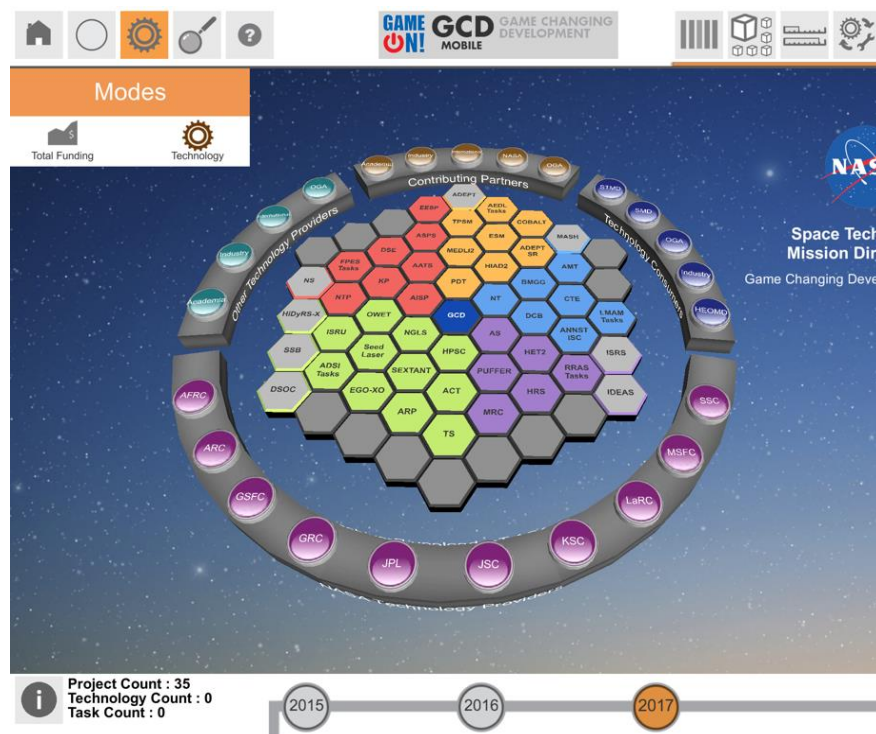 ?
GAME
ON!
GCD
MOBILE
GAME CHANGING
DEVELOPMENT
Modes
Total Funding
Technology
NAS
Space Tech
Mission Dir
Game Changing Deve
Contributing Partners
Academia
Industry
International
NASA
OGA
Other Technology Providers
OGA
International
Industry
Academia
Technology Consumers
STMD
SMD
OGA
Industry
HEOMD
ADEPT
EESP
AEDL
Tasks
TPSM
COBALT
ASPS
ESM
MASH
DSE
MEDLI2
ADEPT
SR
FPES
Tasks
AATS
HIAD2
AMT
NS
KP
PDT
BMGG
NTP
AISP
NT
CTE
HiDyRS-X
OWET
GCD
DCB
LMAM
Tasks
ISRU
NGLS
AS
ANNST
ISC
SSB
Seed
Laser
HPSC
HET2
ISRS
ADSI
Tasks
SEXTANT
PUFFER
RRAS
Tasks
DSOC
EGO-XO
ACT
HRS
IDEAS
ARP
MRC
TS
AFRC
ARC
GSFC
GRC
JPL
JSC
KSC
LaRC
MSFC
SSC
i
Project Count : 35
Technology Count : 0
Task Count : 0
2015
2016
2017